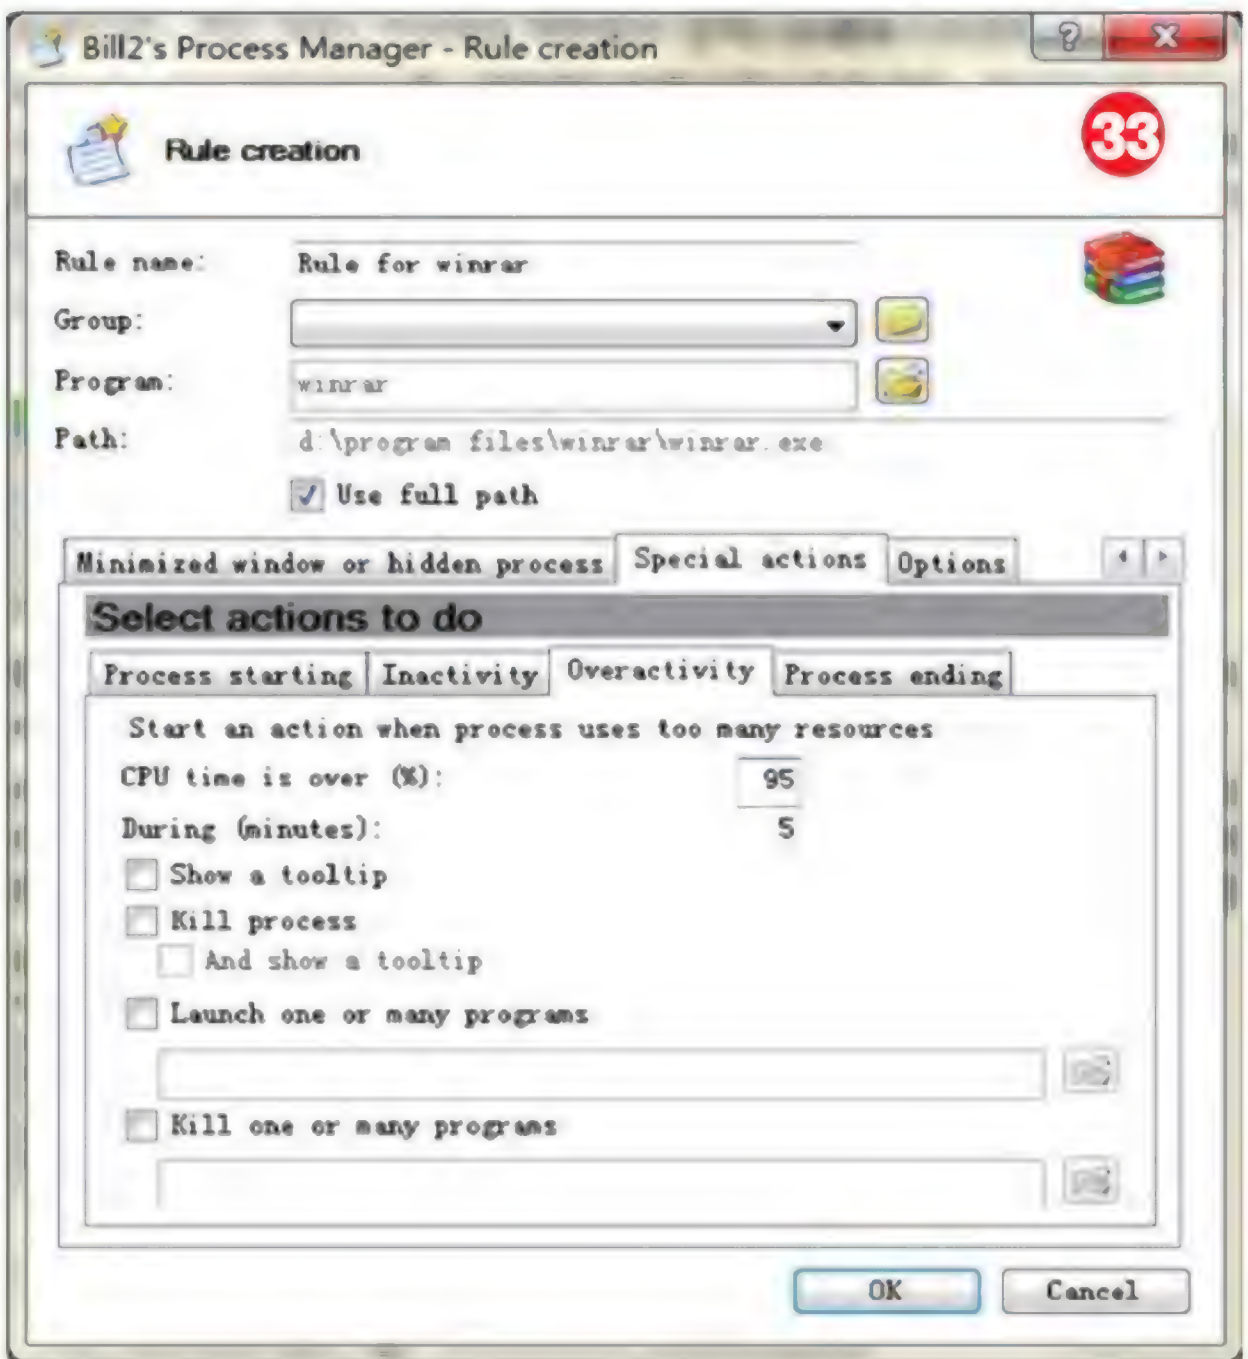 Bill2's Process Manager - Rule creation
?
X
Rule creation
33
Rule name: Rule for winrar
Group:
Program: winrar
Path: d:\program files\winrar\winrar.exe
Use full path
Minimized window or hidden process Special actions Options
Select actions to do
Process starting Inactivity Overactivity Process ending
Start an action when process uses too many resources
CPU time is over (%): 95
During (minutes): 5
Show a tooltip
Kill process
And show a tooltip
Launch one or many programs
Kill one or many programs
OK Cancel